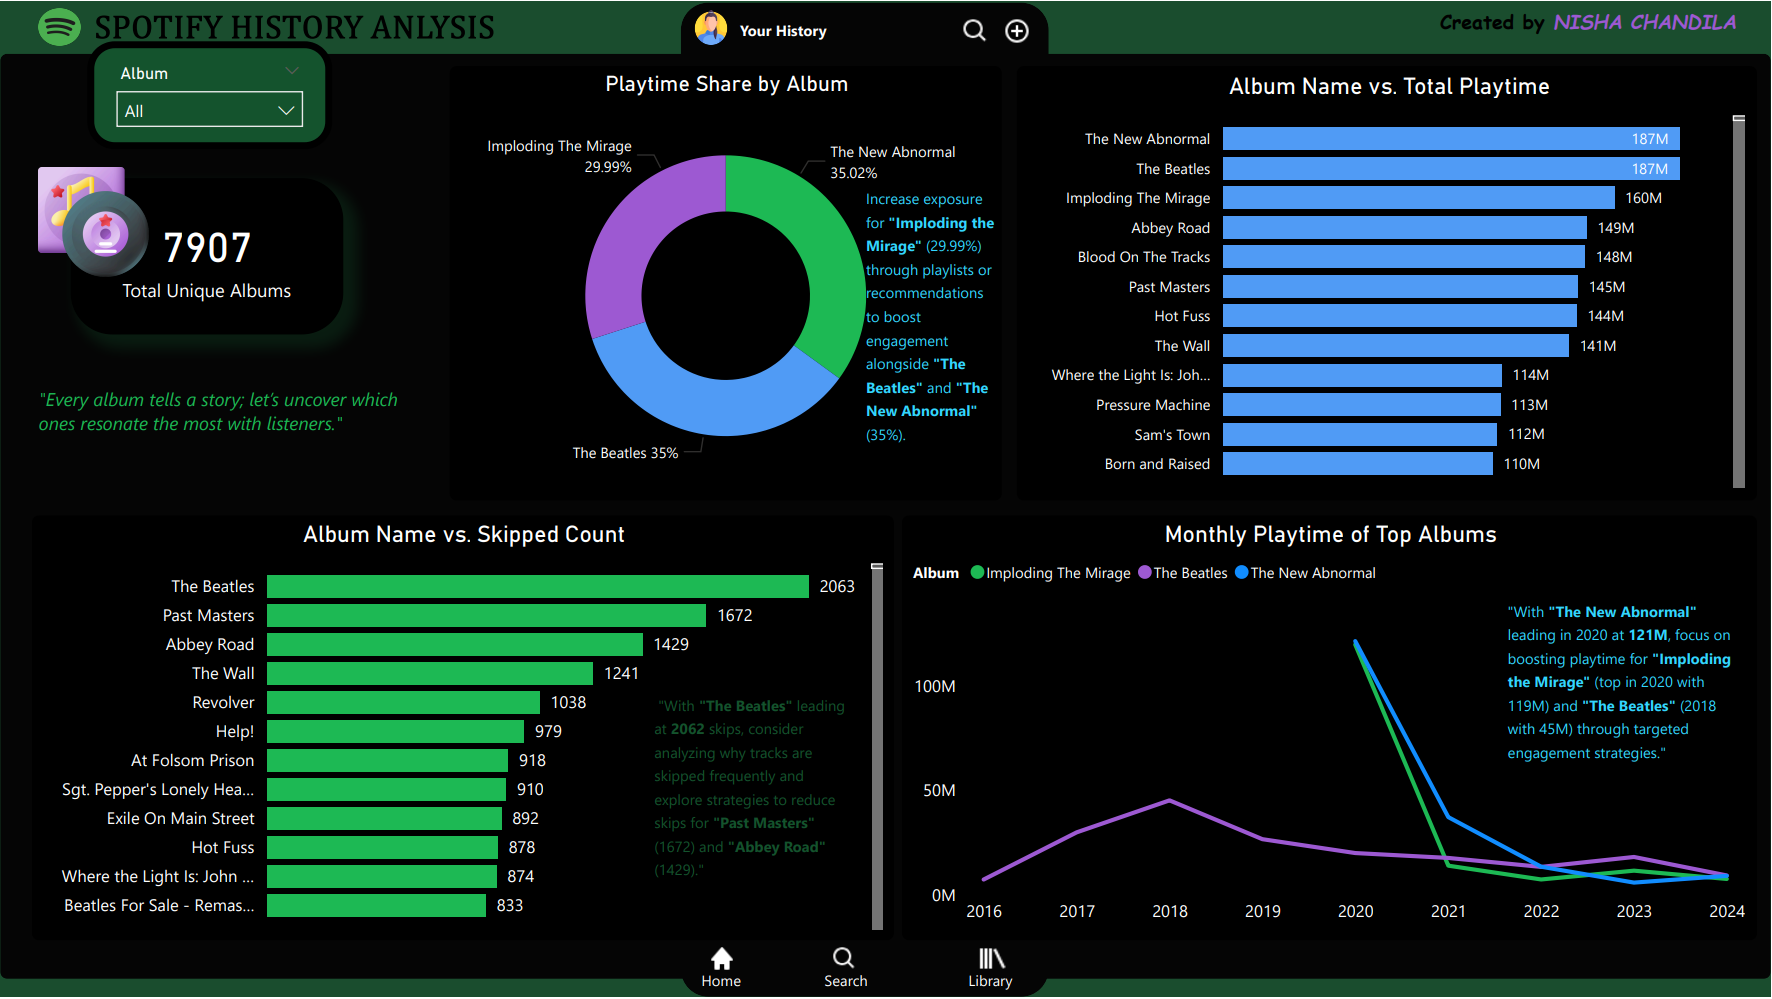 SPOTIFY HISTORY ANLYSIS
Your History
Created by NISHA CHANDILA
Album
All
7907
Total Unique Albums
"Every album tells a story; let's uncover which
ones resonate the most with listeners."
Playtime Share by Album
Imploding The Mirage
29.99%
The New Abnormal
35.02%
The Beatles 35%
Increase exposure
for "Imploding the
Mirage" (29.99%)
through playlists or
recommendations
to boost
engagement
alongside "The
Beatles" and "The
New Abnormal"
(35%).
Album Name vs. Total Playtime
The New Abnormal 187M
The Beatles 187M
Imploding The Mirage 160M
Abbey Road 149M
Blood On The Tracks 148M
Past Masters 145M
Hot Fuss 144M
The Wall 141M
Where the Light Is: Joh... 114M
Pressure Machine 113M
Sam's Town 112M
Born and Raised 110M
Album Name vs. Skipped Count
The Beatles 2063
Past Masters 1672
Abbey Road 1429
The Wall 1241
Revolver 1038
Help! 979
At Folsom Prison 918
Sgt. Pepper's Lonely Hea... 910
Exile On Main Street 892
Hot Fuss 878
Where the Light Is: John ... 874
Beatles For Sale - Remas... 833
"With "The Beatles" leading
at 2062 skips, consider
analyzing why tracks are
skipped frequently and
explore strategies to reduce
skips for "Past Masters"
(1672) and "Abbey Road"
(1429)."
Monthly Playtime of Top Albums
Album Imploding The Mirage The Beatles The New Abnormal
"With "The New Abnormal"
leading in 2020 at 121M, focus on
boosting playtime for "Imploding
the Mirage" (top in 2020 with
119M) and "The Beatles" (2018
with 45M) through targeted
engagement strategies."
100M
50M
0M
2016 2017 2018 2019 2020 2021 2022 2023 2024
Home
Search
Library